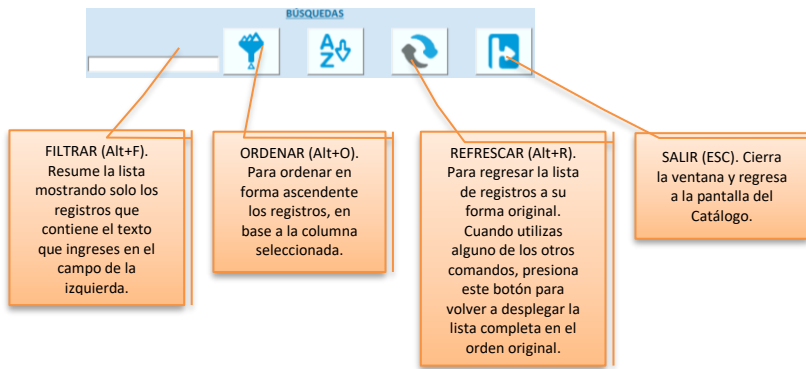 BÚSQUEDAS
A
Z
FILTRAR (Alt+F).
Resume la lista
mostrando solo los
registros que
contiene el texto
que ingreses en el
campo de la
izquierda.
ORDENAR (Alt+O).
Para ordenar en
forma ascendente
los registros, en
base a la columna
seleccionada.
REFRESCAR (Alt+R).
Para regresar la lista
de registros a su
forma original.
Cuando utilizas
alguno de los otros
comandos, presiona
este botón para
volver a desplegar la
lista completa en el
orden original.
SALIR (ESC). Cierra
la ventana y regresa
a la pantalla del
Catálogo.